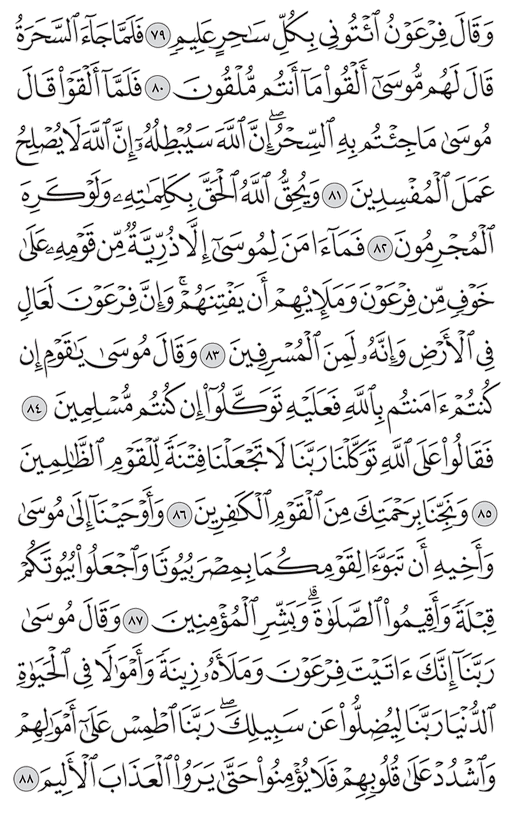 وَقَالَ فِرْعَوْنُ ٱئْتُونِى بِكُلِّ سَـٰحِرٍ عَلِيمٍ ٧٩ فَلَمَّا جَآءَ ٱلسَّحَرَةُ
قَالَ لَهُم مُّوسَىٰٓ أَلْقُوا۟ مَآ أَنتُم مُّلْقُونَ ٨٠ فَلَمَّآ أَلْقَوْا۟ قَالَ
مُوسَىٰ مَا جِئْتُم بِهِ ٱلسِّحْرُ ۖ إِنَّ ٱللَّهَ سَيُبْطِلُهُۥٓ ۖ إِنَّ ٱللَّهَ لَا يُصْلِحُ
عَمَلَ ٱلْمُفْسِدِينَ ٨١ وَيُحِقُّ ٱللَّهُ ٱلْحَقَّ بِكَلِمَـٰتِهِۦ وَلَوْ كَرِهَ
ٱلْمُجْرِمُونَ ٨٢ فَمَآ ءَامَنَ لِمُوسَىٰٓ إِلَّا ذُرِّيَّةٌ مِّن قَوْمِهِۦ عَلَىٰ
خَوْفٍ مِّن فِرْعَوْنَ وَمَلَإِي۟هِمْ أَن يَفْتِنَهُمْ ۚ وَإِنَّ فِرْعَوْنَ لَعَالٍ
فِى ٱلْأَرْضِ وَإِنَّهُۥ لَمِنَ ٱلْمُسْرِفِينَ ٨٣ وَقَالَ مُوسَىٰ يَـٰقَوْمِ إِن
كُنتُمْ ءَامَنتُم بِٱللَّهِ فَعَلَيْهِ تَوَكَّلُوٓا۟ إِن كُنتُم مُّسْلِمِينَ ٨٤
فَقَالُوا۟ عَلَى ٱللَّهِ تَوَكَّلْنَا رَبَّنَا لَا تَجْعَلْنَا فِتْنَةً لِّلْقَوْمِ ٱلظَّـٰلِمِينَ
٨٥ وَنَجِّنَا بِرَحْمَتِكَ مِنَ ٱلْقَوْمِ ٱلْكَـٰفِرِينَ ٨٦ وَأَوْحَيْنَآ إِلَىٰ مُوسَىٰ
وَأَخِيهِ أَن تَبَوَّءَا لِقَوْمِكُمَا بِمِصْرَ بُيُوتًا وَٱجْعَلُوا۟ بُيُوتَكُمْ
قِبْلَةً وَأَقِيمُوا۟ ٱلصَّلَوٰةَ ۗ وَبَشِّرِ ٱلْمُؤْمِنِينَ ٨٧ وَقَالَ مُوسَىٰ
رَبَّنَآ إِنَّكَ ءَاتَيْتَ فِرْعَوْنَ وَمَلَأَهُۥ زِينَةً وَأَمْوَٰلًا فِى ٱلْحَيَوٰةِ
ٱلدُّنْيَا رَبَّنَا لِيُضِلُّوا۟ عَن سَبِيلِكَ ۖ رَبَّنَا ٱطْمِسْ عَلَىٰٓ أَمْوَٰلِهِمْ
وَٱشْدُدْ عَلَىٰ قُلُوبِهِمْ فَلَا يُؤْمِنُوا۟ حَتَّىٰ يَرَوُا۟ ٱلْعَذَابَ ٱلْأَلِيمَ ٨٨